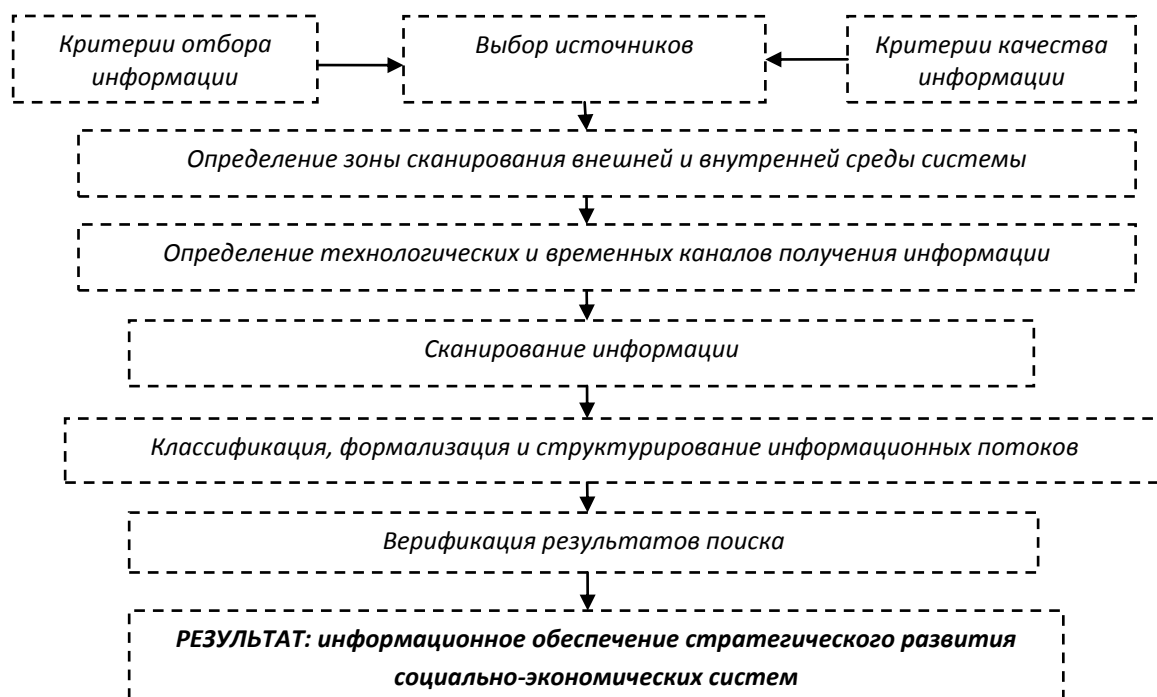 Критерии отбора
информации
Выбор источников
Критерии качества
информации
Определение зоны сканирования внешней и внутренней среды системы
Определение технологических и временных каналов получения информации
Сканирование информации
Классификация, формализация и структурирование информационных потоков
Верификация результатов поиска
РЕЗУЛЬТАТ: информационное обеспечение стратегического развития
социально-экономических систем